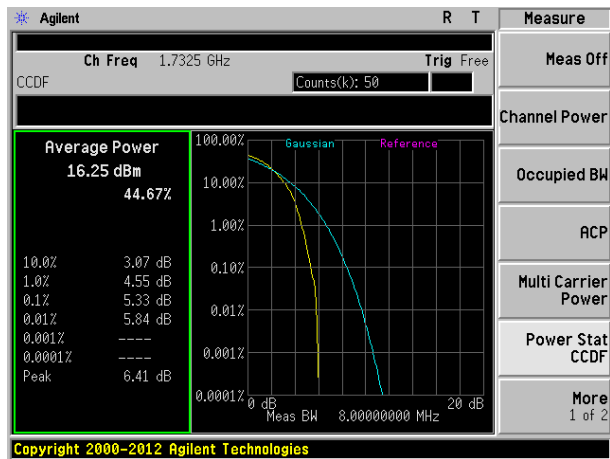 Agilent R T Measure
Ch Freq 1.7325 GHz Trig Free
CCDF Counts(k): 50
Meas Off
Channel Power
Occupied BW
ACP
Multi Carrier
Power
Power Stat
CCDF
More
1 of 2
Average Power
16.25 dBm
44.67%
10.0% 3.07 dB
1.0% 4.55 dB
0.1% 5.33 dB
0.01% 5.84 dB
0.001% ----
0.0001% ----
Peak 6.41 dB
Gaussian Reference
100.00%
10.00%
1.00%
0.10%
0.01%
0.001%
0.0001%
0 dB 20 dB
Meas BW 8.00000000 MHz
Copyright 2000-2012 Agilent Technologies